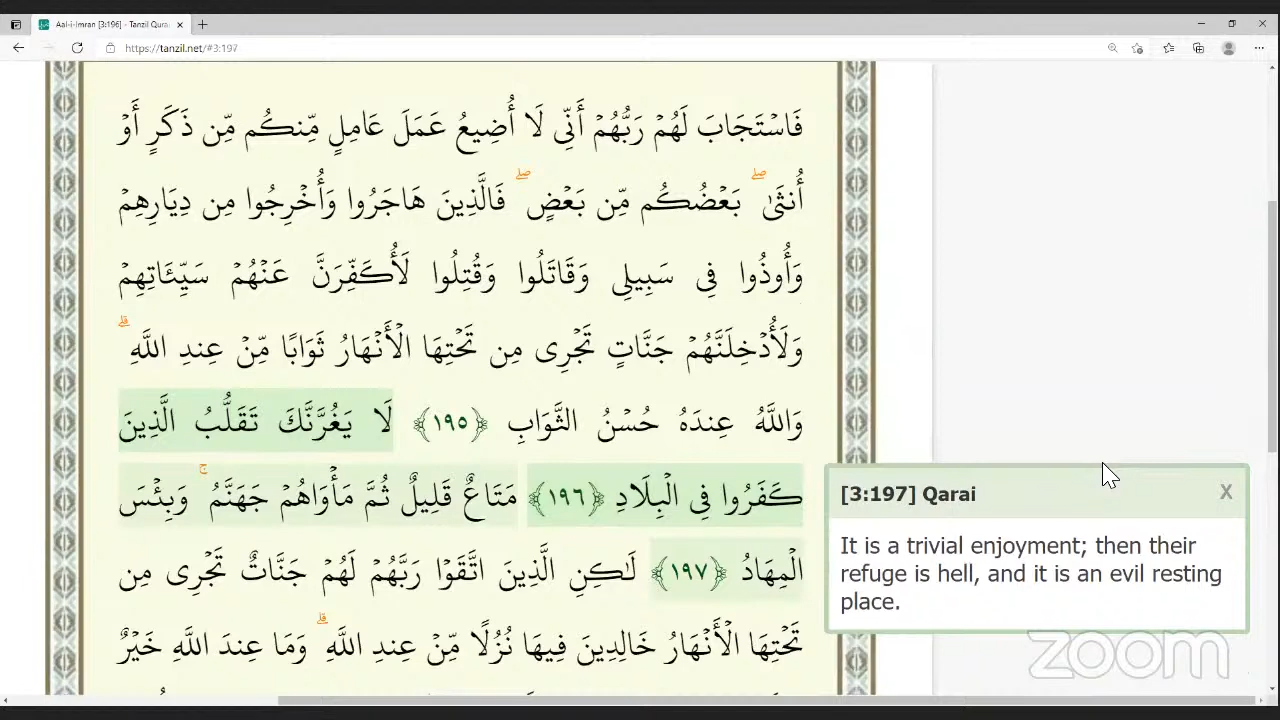 Aal-i-Imran [3:196] - Tanzil Qura
https://tanzil.net/#3:197
فَاسْتَجَابَ لَهُمْ رَبُّهُمْ أَنِّي لَا أُضِيعُ عَمَلَ عَامِلٍ مِّنكُم مِّن ذَكَرٍ أَوْ
أُنثَىٰ ۖ بَعْضُكُم مِّن بَعْضٍ ۖ فَالَّذِينَ هَاجَرُوا وَأُخْرِجُوا مِن دِيَارِهِمْ
وَأُوذُوا فِي سَبِيلِي وَقَاتَلُوا وَقُتِلُوا لَأُكَفِّرَنَّ عَنْهُمْ سَيِّئَاتِهِمْ
وَلَأُدْخِلَنَّهُمْ جَنَّاتٍ تَجْرِي مِن تَحْتِهَا الْأَنْهَارُ ثَوَابًا مِّنْ عِندِ اللَّهِ ۗ
وَاللَّهُ عِندَهُ حُسْنُ الثَّوَابِ ﴿١٩٥﴾ لَا يَغُرَّنَّكَ تَقَلُّبُ الَّذِينَ
كَفَرُوا فِي الْبِلَادِ ﴿١٩٦﴾ مَتَاعٌ قَلِيلٌ ثُمَّ مَأْوَاهُمْ جَهَنَّمُ ۚ وَبِئْسَ
الْمِهَادُ ﴿١٩٧﴾ لَٰكِنِ الَّذِينَ اتَّقَوْا رَبَّهُمْ لَهُمْ جَنَّاتٌ تَجْرِي مِن
تَحْتِهَا الْأَنْهَارُ خَالِدِينَ فِيهَا نُزُلًا مِّنْ عِندِ اللَّهِ ۗ وَمَا عِندَ اللَّهِ خَيْرٌ
[3:197] Qarai
X
It is a trivial enjoyment; then their
refuge is hell, and it is an evil resting
place.
zoom